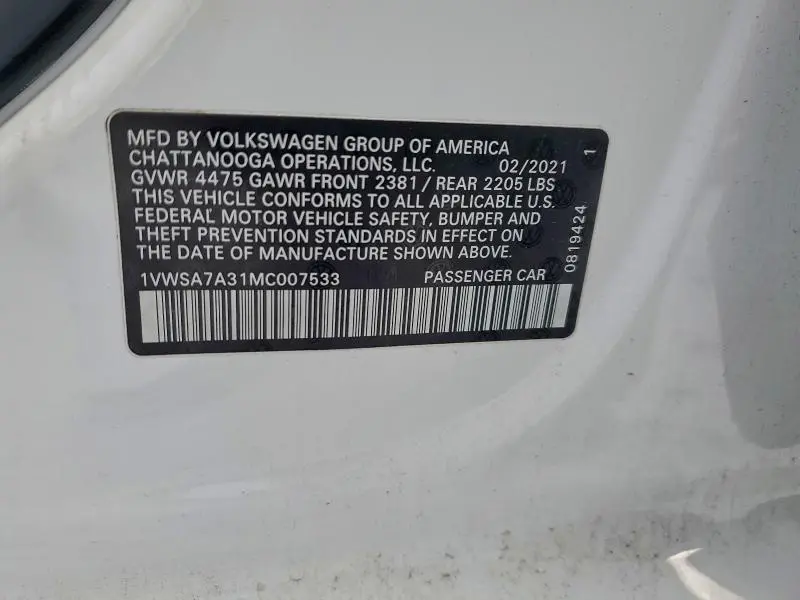 MFD BY VOLKSWAGEN GROUP OF AMERICA
CHATTANOOGA OPERATIONS, LLC. 02/2021
GVWR 4475 GAWR FRONT 2381 / REAR 2205 LBS
THIS VEHICLE CONFORMS TO ALL APPLICABLE U.S.
FEDERAL MOTOR VEHICLE SAFETY, BUMPER AND
THEFT PREVENTION STANDARDS IN EFFECT ON
THE DATE OF MANUFACTURE SHOWN ABOVE.
1VWSA7A31MC007533 PASSENGER CAR
0819424 1